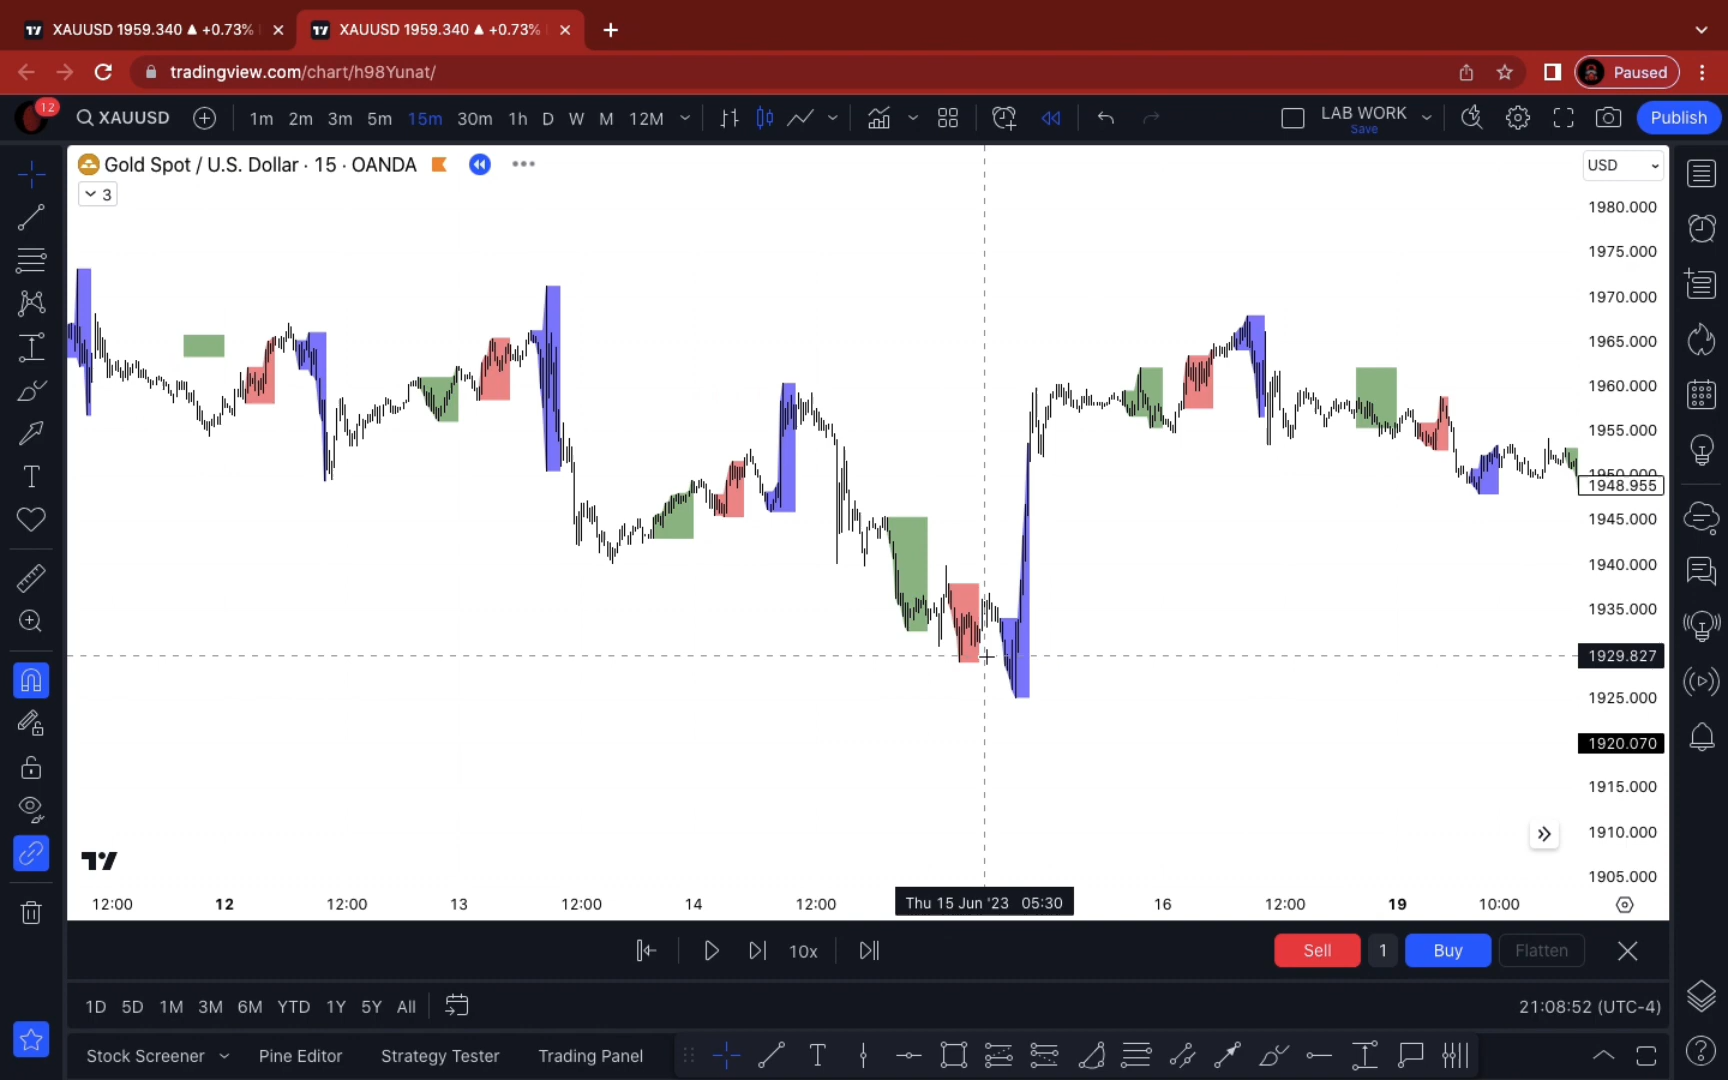 XAUUSD 1959.340 ▲ +0.73%
XAUUSD 1959.340 ▲ +0.73%
tradingview.com/chart/h98Yunat/
Paused
12
XAUUSD
1m 2m 3m 5m 15m 30m 1h D W M 12M
LAB WORK
Save
Publish
Gold Spot / U.S. Dollar · 15 · OANDA
3
USD
1980.000
1975.000
1970.000
1965.000
1960.000
1955.000
1950.000
1948.955
1945.000
1940.000
1935.000
1929.827
1925.000
1920.070
1915.000
1910.000
1905.000
12:00 12 12:00 13 12:00 14 12:00 Thu 15 Jun '23 05:30 16 12:00 19 10:00
10x
Sell 1 Buy Flatten
1D 5D 1M 3M 6M YTD 1Y 5Y All
21:08:52 (UTC-4)
Stock Screener Pine Editor Strategy Tester Trading Panel